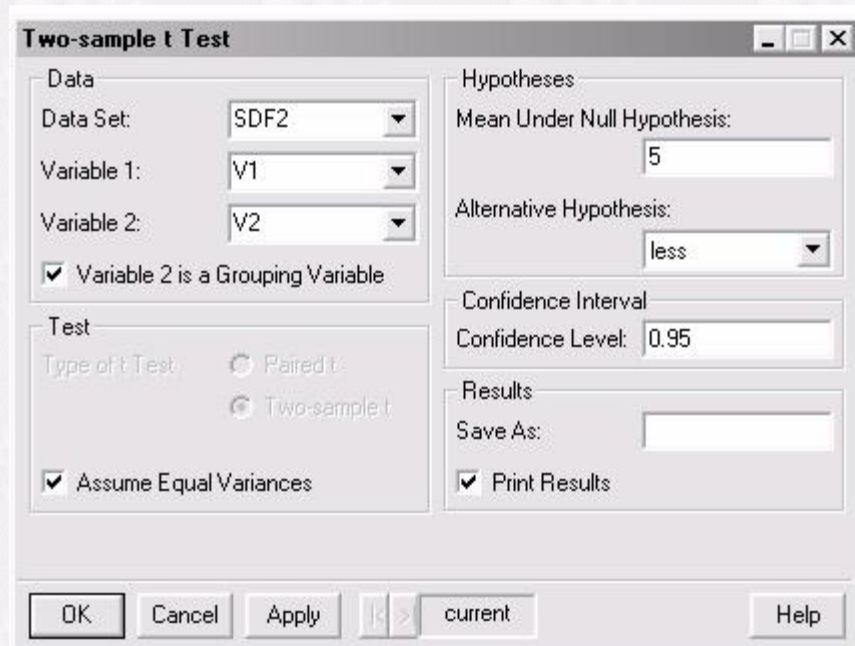 Two-sample t Test
Data
Data Set: SDF2
Variable 1: V1
Variable 2: V2
Variable 2 is a Grouping Variable
Test
Type of t Test Paired t
Two-sample t
Assume Equal Variances
Hypotheses
Mean Under Null Hypothesis:
5
Alternative Hypothesis:
less
Confidence Interval
Confidence Level: 0.95
Results
Save As:
Print Results
OK Cancel Apply |< >| current Help